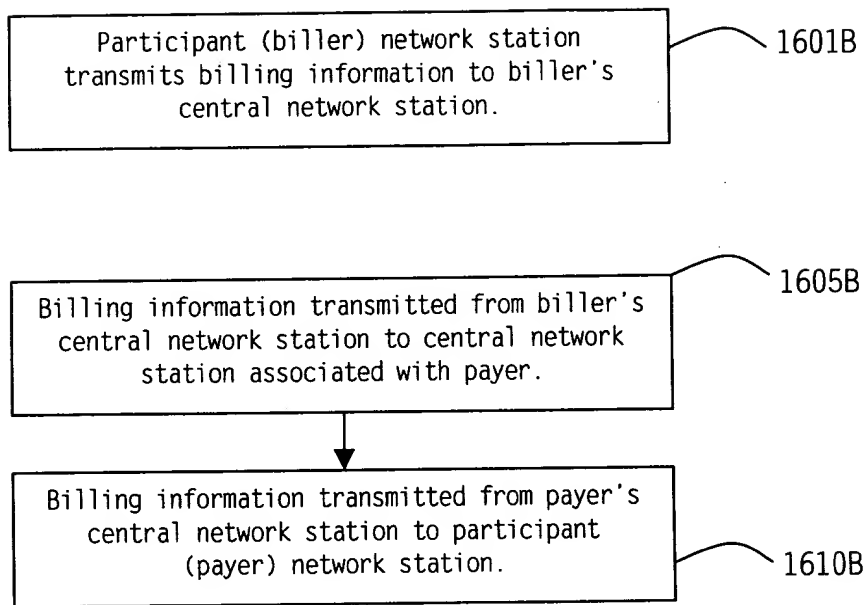 Participant (biller) network station
transmits billing information to biller's
central network station.
1601B
Billing information transmitted from biller's
central network station to central network
station associated with payer.
1605B
Billing information transmitted from payer's
central network station to participant
(payer) network station.
1610B